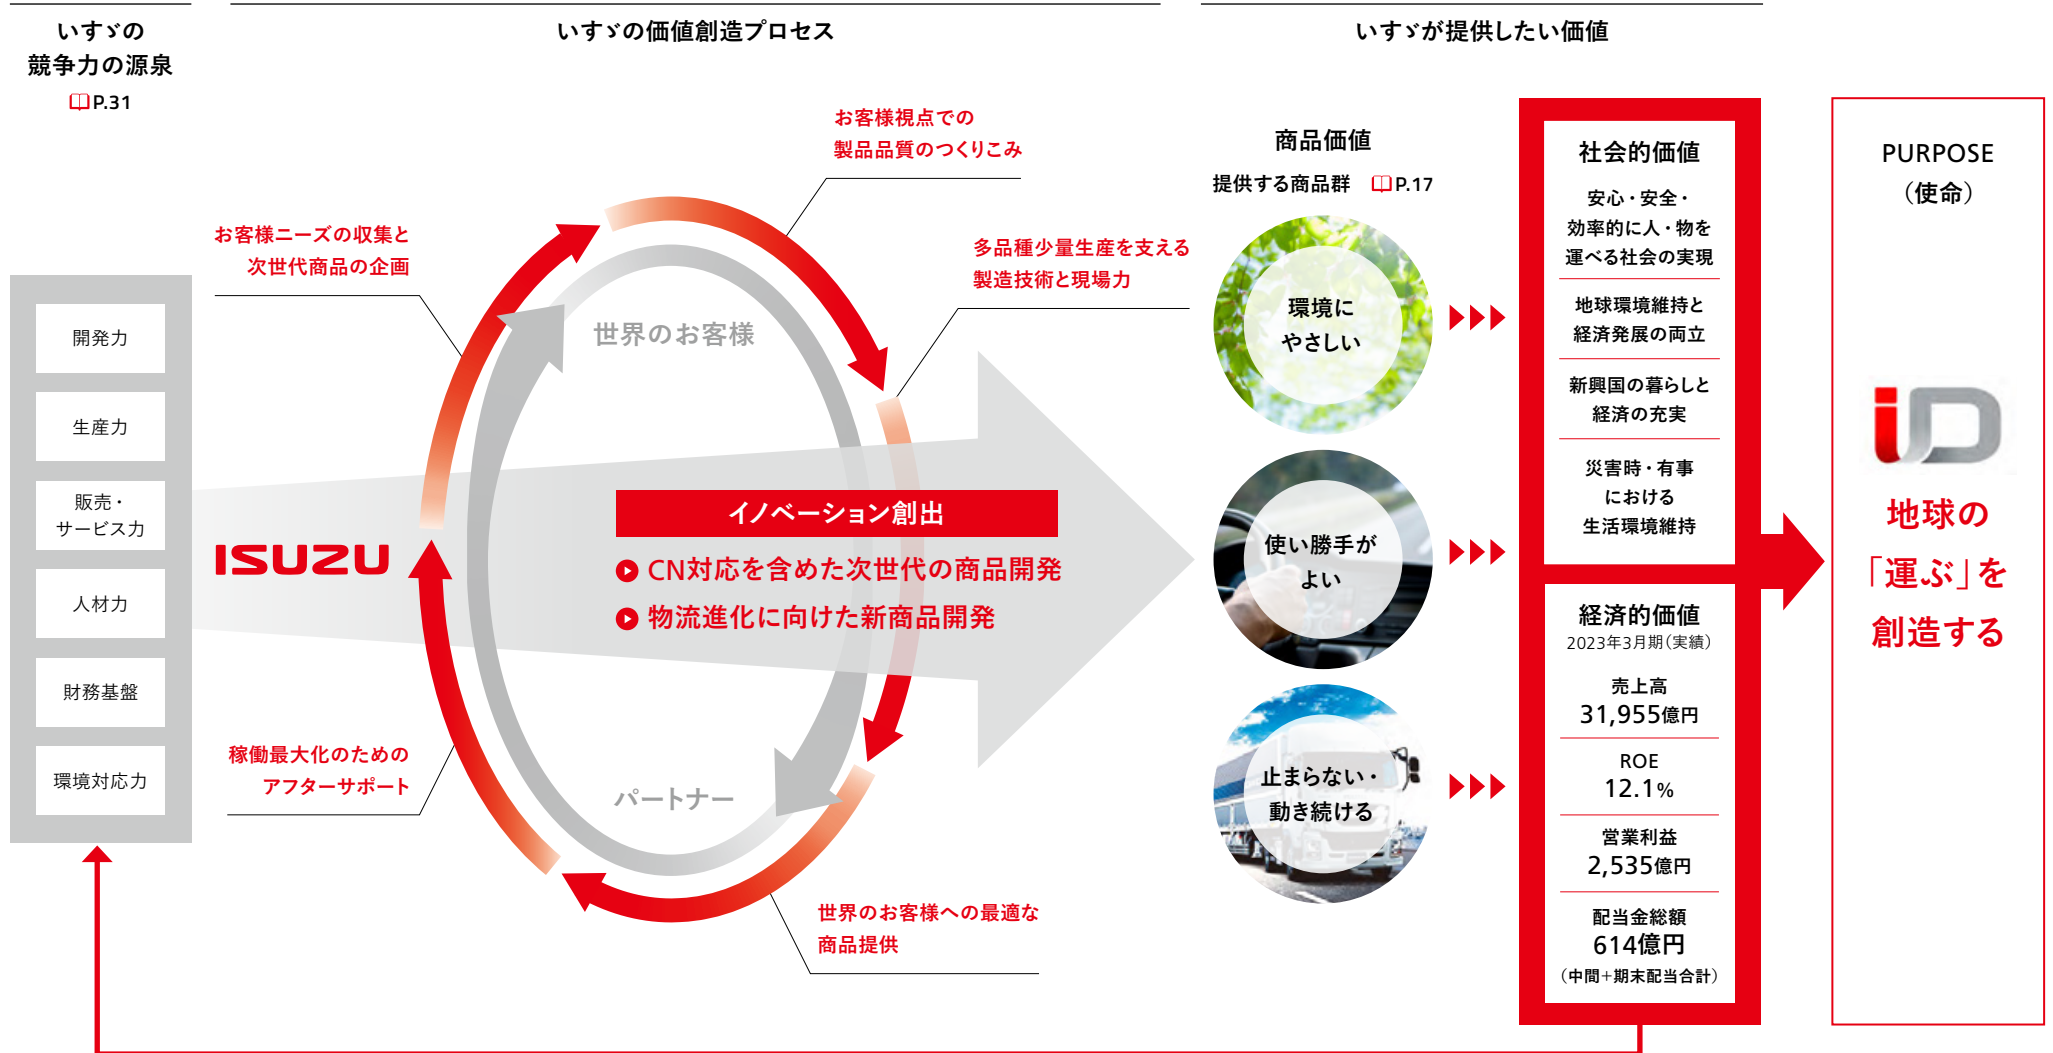 いすゞの
競争力の源泉
P.31
開発力
生産力
販売・
サービス力
人材力
財務基盤
環境対応力
いすゞの価値創造プロセス
お客様ニーズの収集と
次世代商品の企画
お客様視点での
製品品質のつくりこみ
多品種少量生産を支える
製造技術と現場力
世界のお客様
ISUZU
イノベーション創出
CN対応を含めた次世代の商品開発
物流進化に向けた新商品開発
稼働最大化のための
アフターサポート
パートナー
世界のお客様への最適な
商品提供
いすゞが提供したい価値
商品価値
提供する商品群 P.17
環境に
やさしい
使い勝手が
よい
止まらない・
動き続ける
社会的価値
安心・安全・
効率的に人・物を
運べる社会の実現
地球環境維持と
経済発展の両立
新興国の暮らしと
経済の充実
災害時・有事
における
生活環境維持
経済的価値
2023年3月期(実績)
売上高
31,955億円
ROE
12.1%
営業利益
2,535億円
配当金総額
614億円
(中間+期末配当合計)
PURPOSE
(使命)
iD
地球の
「運ぶ」を
創造する